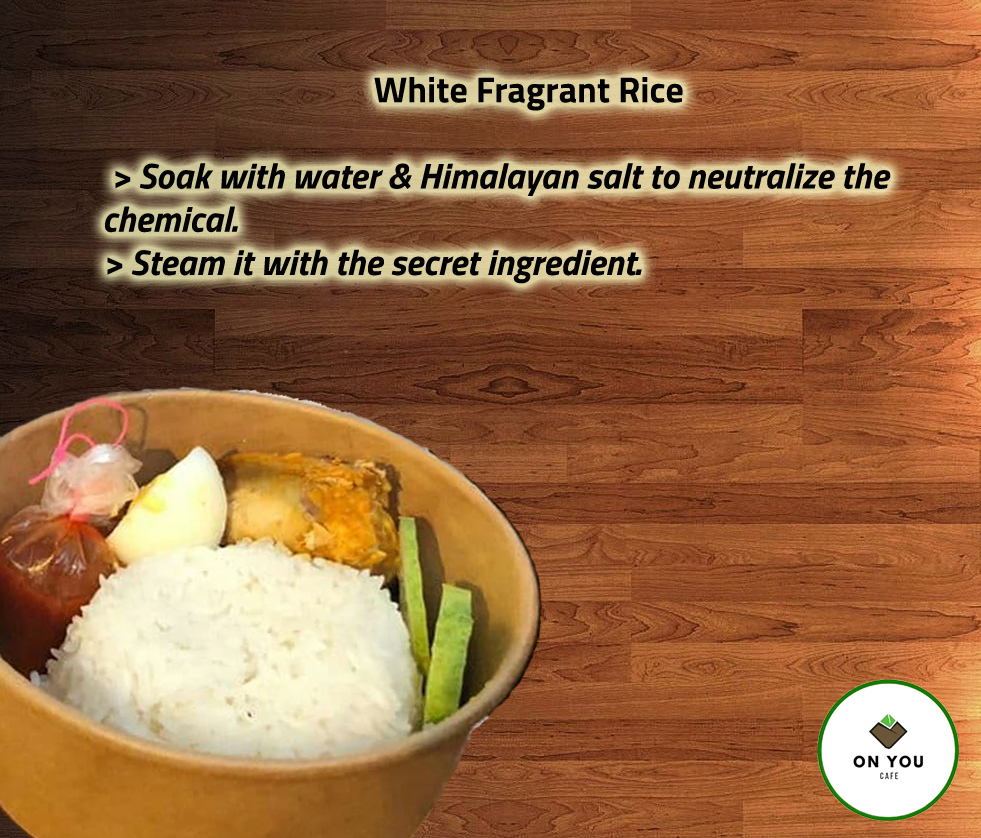 White Fragrant Rice
> Soak with water & Himalayan salt to neutralize the
chemical.
> Steam it with the secret ingredient.
ON YOU
CAFE